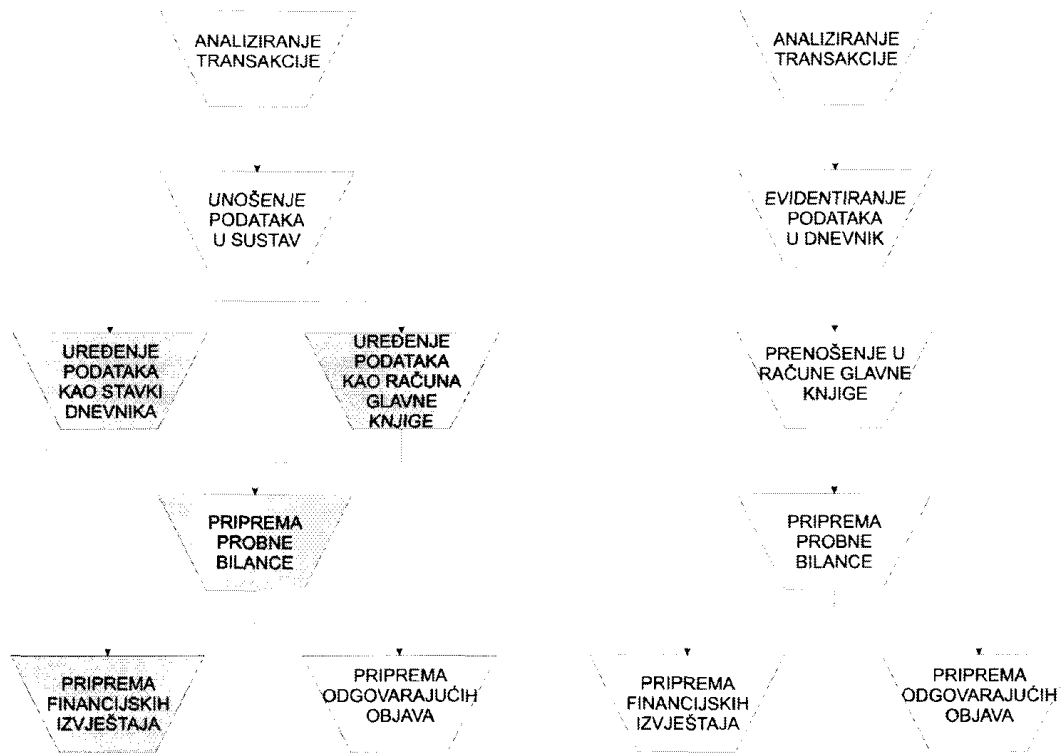 ANALIZIRANJE
TRANSAKCIJE
ANALIZIRANJE
TRANSAKCIJE
UNOŠENJE
PODATAKA
U SUSTAV
EVIDENTIRANJE
PODATAKA
U DNEVNIK
UREĐENJE
PODATAKA
KAO STAVKI
DNEVNIKA
UREĐENJE
PODATAKA
KAO RAČUNA
GLAVNE
KNJIGE
PRENOŠENJE U
RAČUNE GLAVNE
KNJIGE
PRIPREMA
PROBNE
BILANCE
PRIPREMA
PROBNE
BILANCE
PRIPREMA
FINANCIJSKIH
IZVJEŠTAJA
PRIPREMA
ODGOVARAJUĆIH
OBJAVA
PRIPREMA
FINANCIJSKIH
IZVJEŠTAJA
PRIPREMA
ODGOVARAJUĆIH
OBJAVA